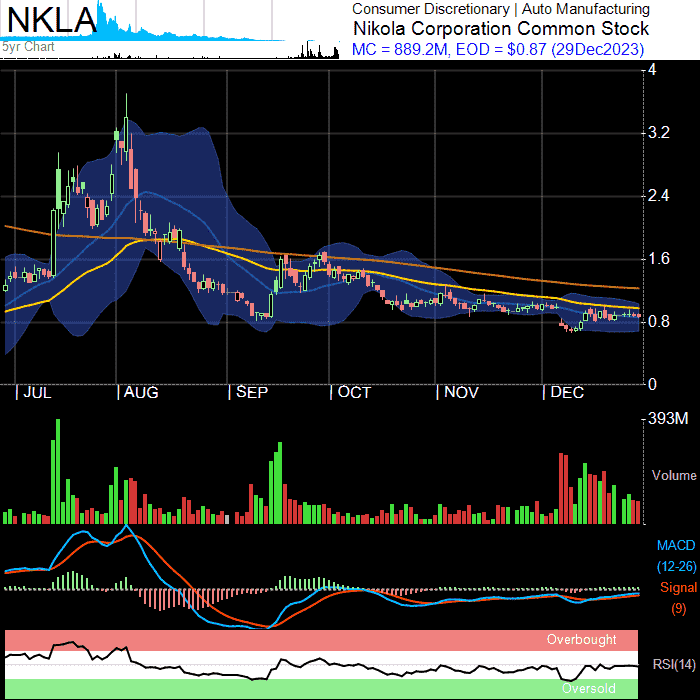 NKLA
5yr Chart
Consumer Discretionary | Auto Manufacturing
Nikola Corporation Common Stock
MC = 889.2M, EOD = $0.87 (29Dec2023)
4
3.2
2.4
1.6
0.8
0
JUL
AUG
SEP
OCT
NOV
DEC
393M
Volume
MACD
(12-26)
Signal
(9)
Overbought
RSI(14)
Oversold